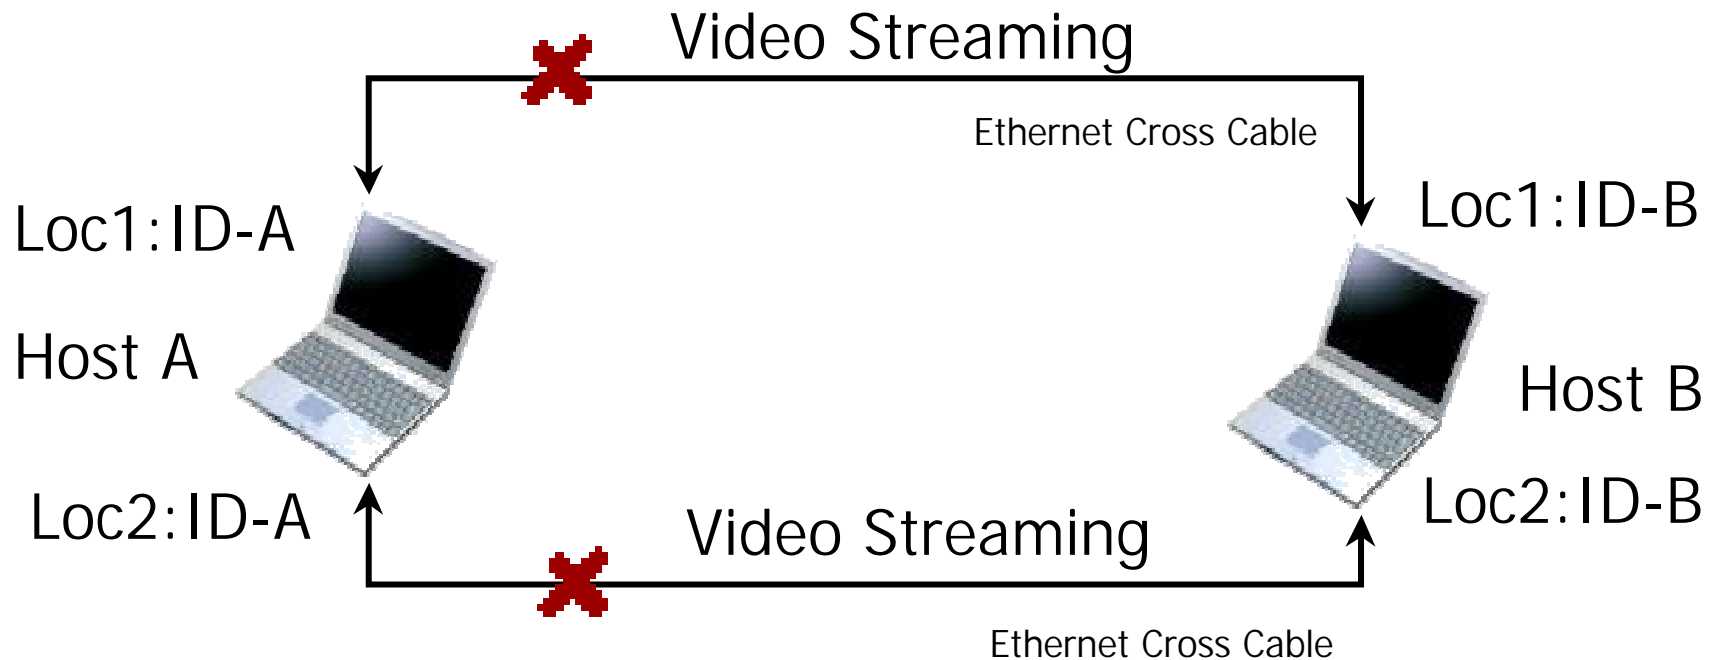 Video Streaming
Ethernet Cross Cable
Loc1:ID-A
Loc1:ID-B
Host A
Host B
Loc2:ID-A
Loc2:ID-B
Video Streaming
Ethernet Cross Cable